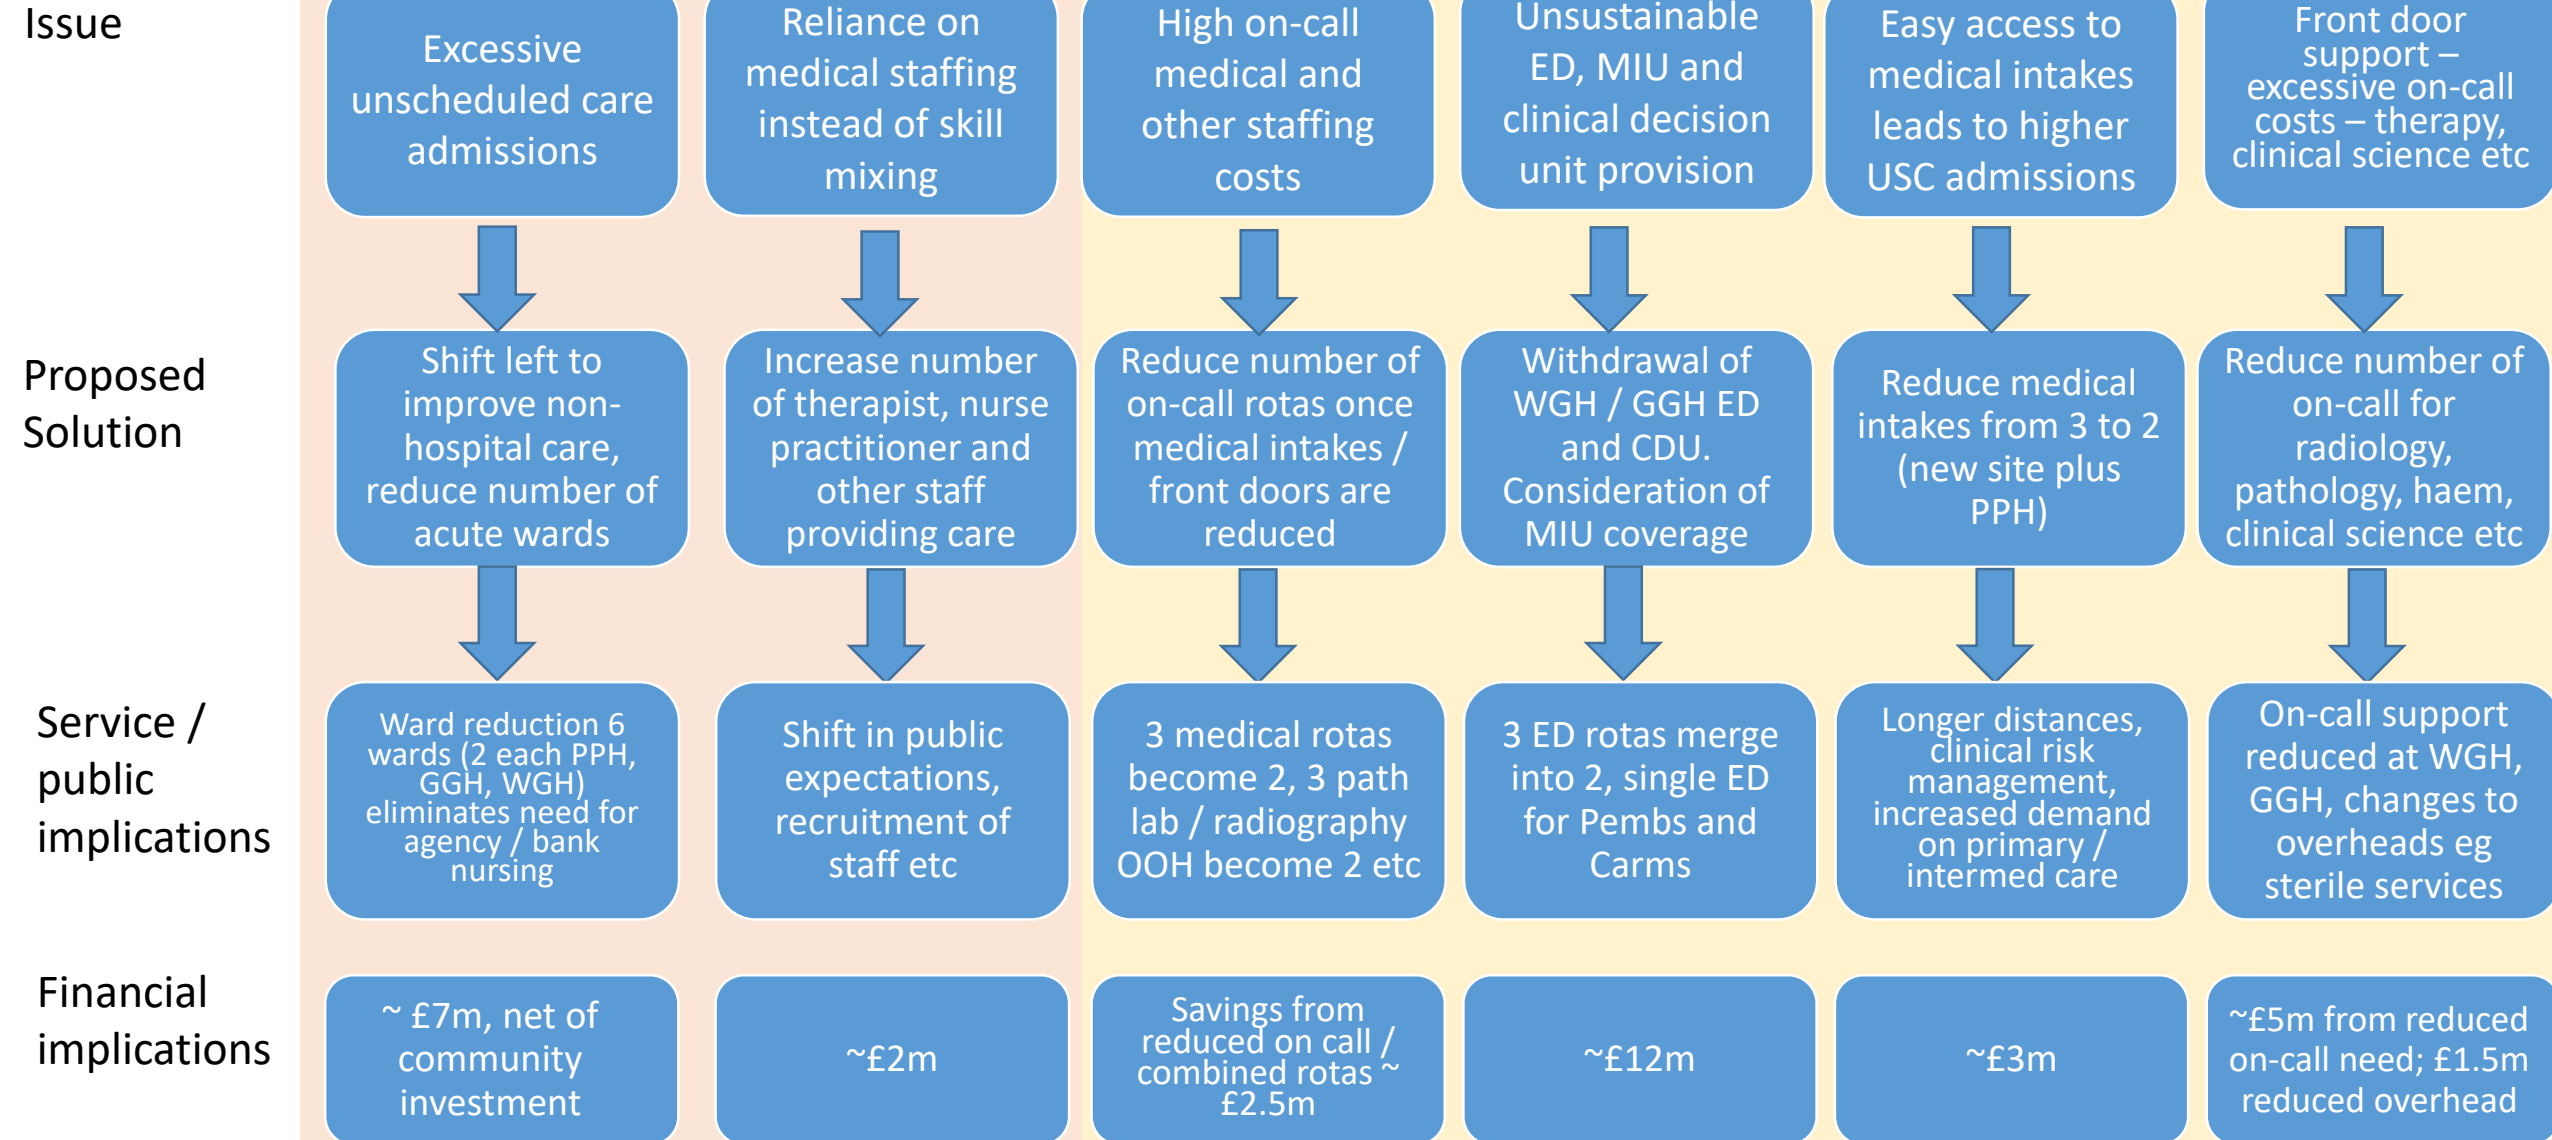 Issue
Excessive
unscheduled care
admissions
Reliance on
medical staffing
instead of skill
mixing
High on-call
medical and
other staffing
costs
Unsustainable
ED, MIU and
clinical decision
unit provision
Easy access to
medical intakes
leads to higher
USC admissions
Front door
support –
excessive on-call
costs – therapy,
clinical science etc
Proposed
Solution
Shift left to
improve non-
hospital care,
reduce number of
acute wards
Increase number
of therapist, nurse
practitioner and
other staff
providing care
Reduce number of
on-call rotas once
medical intakes /
front doors are
reduced
Withdrawal of
WGH / GGH ED
and CDU.
Consideration of
MIU coverage
Reduce medical
intakes from 3 to 2
(new site plus
PPH)
Reduce number of
on-call for
radiology,
pathology, haem,
clinical science etc
Service /
public
implications
Ward reduction 6
wards (2 each PPH,
GGH, WGH)
eliminates need for
agency / bank
nursing
Shift in public
expectations,
recruitment of
staff etc
3 medical rotas
become 2, 3 path
lab / radiography
OOH become 2 etc
3 ED rotas merge
into 2, single ED
for Pembs and
Carms
Longer distances,
clinical risk
management,
increased demand
on primary /
intermed care
On-call support
reduced at WGH,
GGH, changes to
overheads eg
sterile services
Financial
implications
~ £7m, net of
community
investment
~£2m
Savings from
reduced on call /
combined rotas ~
£2.5m
~£12m
~£3m
~£5m from reduced
on-call need; £1.5m
reduced overhead